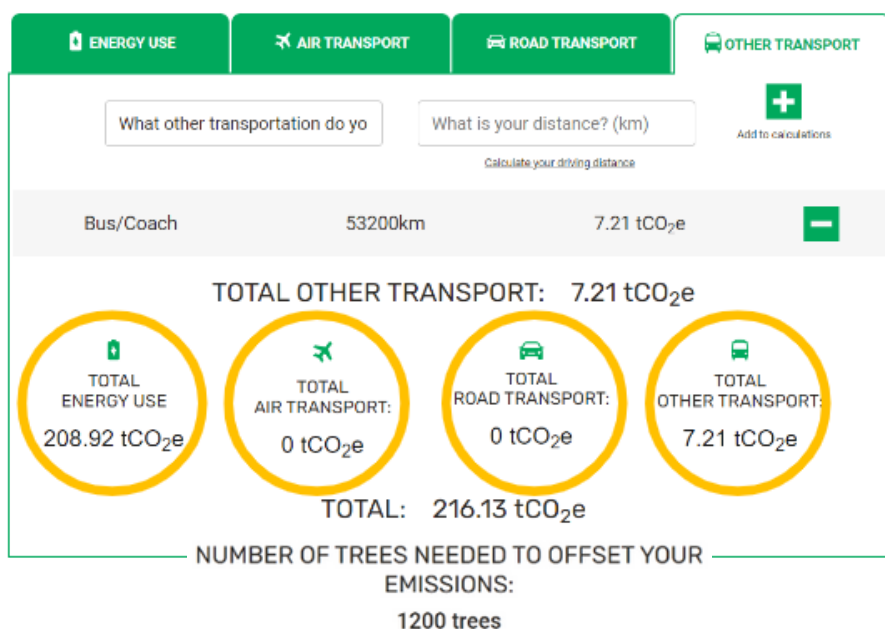 ENERGY USE
AIR TRANSPORT
ROAD TRANSPORT
OTHER TRANSPORT
What other transportation do yo
What is your distance? (km)
Add to calculations
Calculate your driving distance
Bus/Coach 53200km 7.21 tCO₂e
TOTAL OTHER TRANSPORT: 7.21 tCO₂e
TOTAL
ENERGY USE
208.92 tCO₂e
TOTAL
AIR TRANSPORT:
0 tCO₂e
TOTAL
ROAD TRANSPORT:
0 tCO₂e
TOTAL
OTHER TRANSPORT:
7.21 tCO₂e
TOTAL: 216.13 tCO₂e
NUMBER OF TREES NEEDED TO OFFSET YOUR
EMISSIONS:
1200 trees